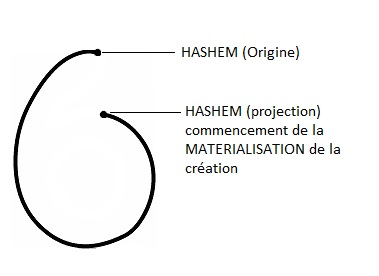 HASHEM (Origine)
HASHEM (projection)
commencement de la
MATERIALISATION de la
création